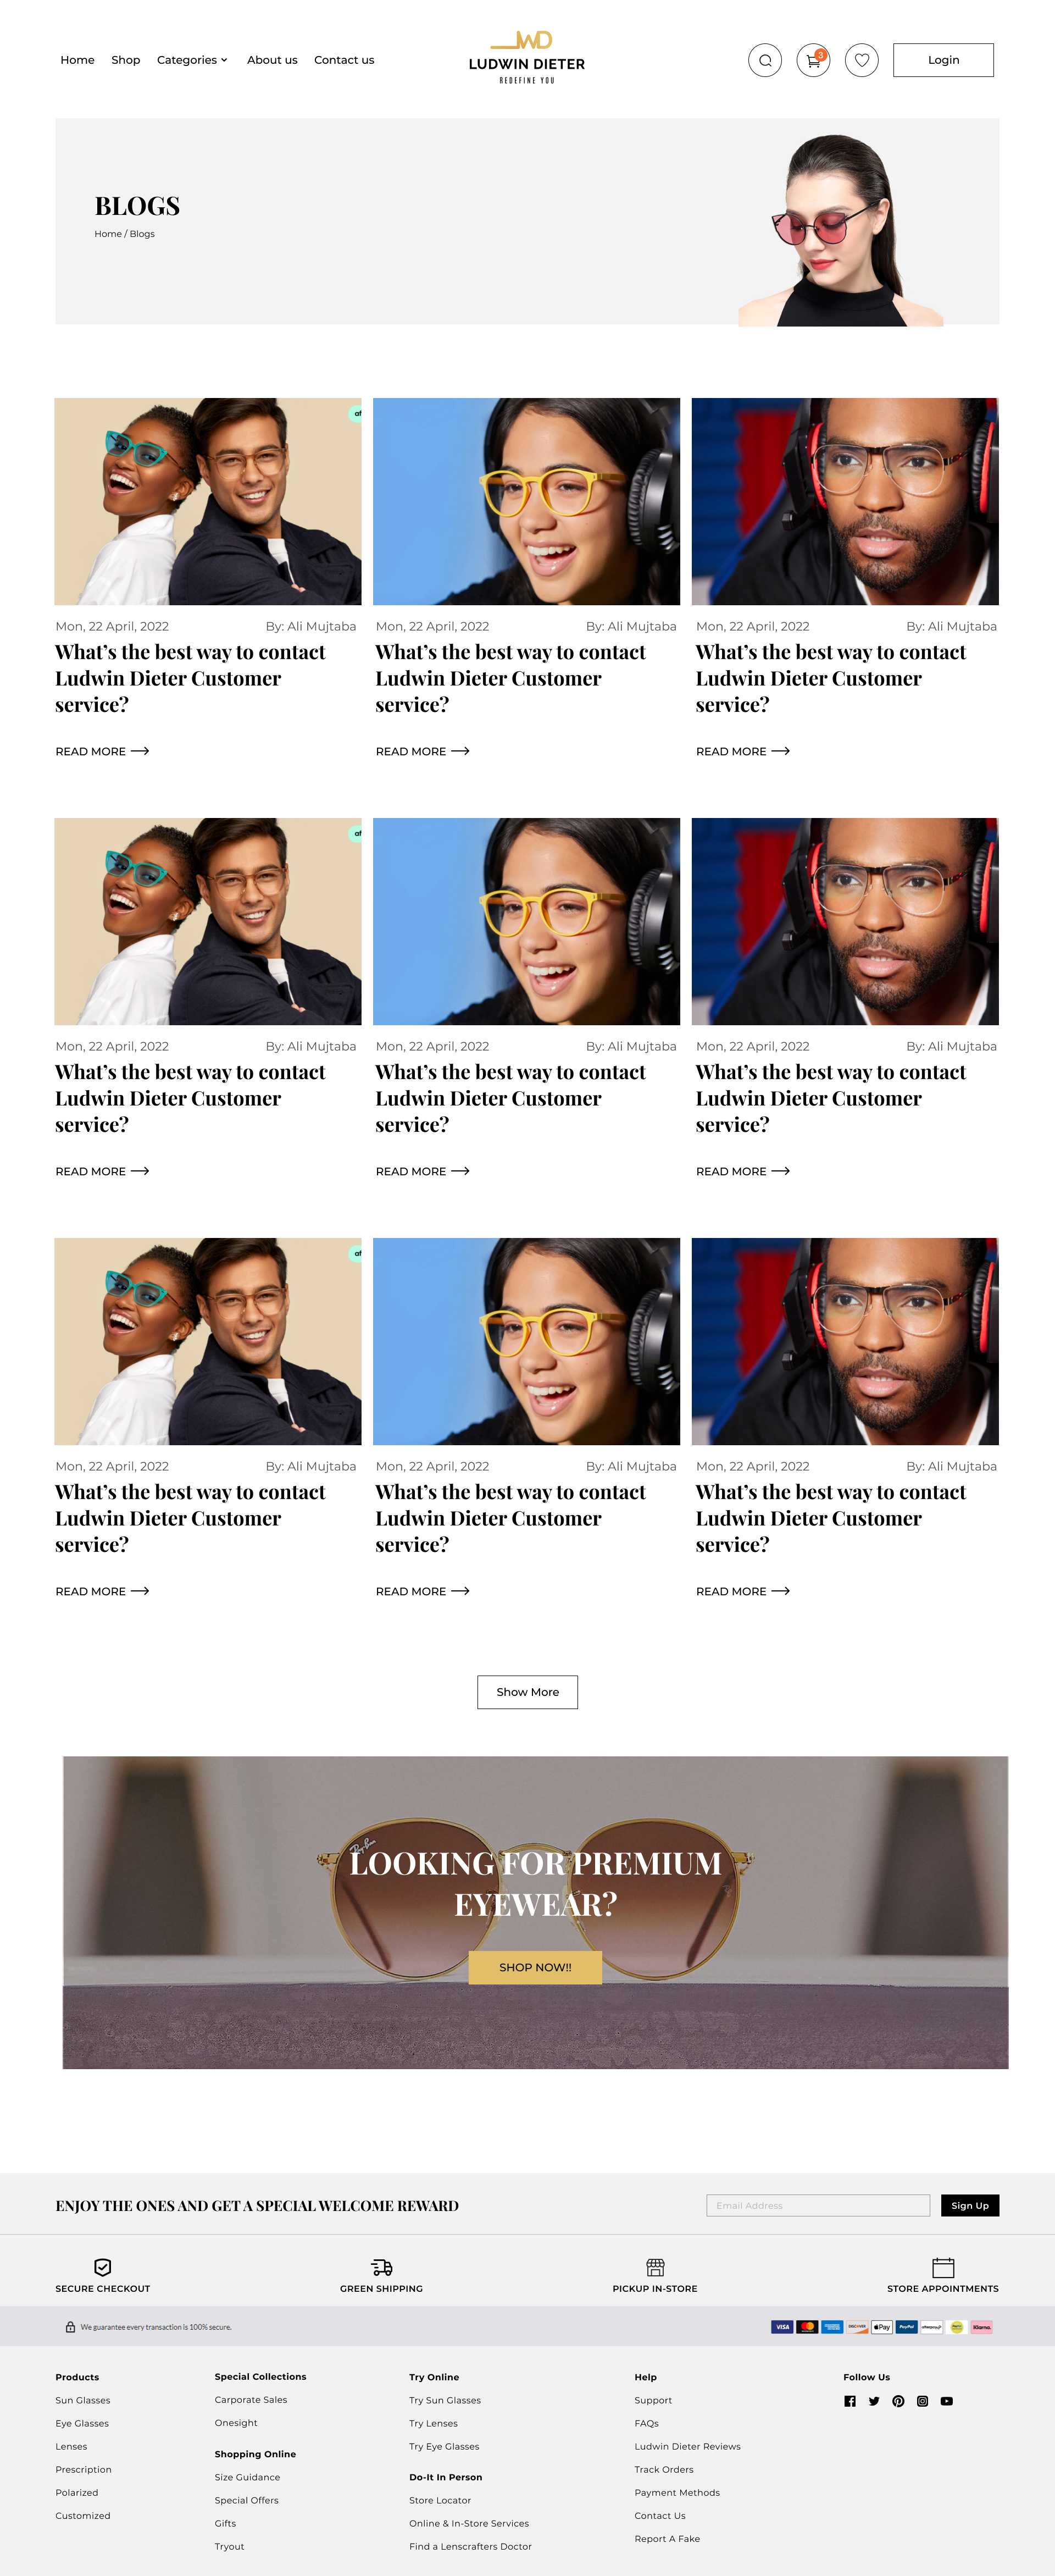 Home Shop Categories About us Contact us
LUDWIN DIETER
REDEFINE YOU
3
Login
BLOGS
Home / Blogs
af
Mon, 22 April, 2022 By: Ali Mujtaba
What’s the best way to contact
Ludwin Dieter Customer
service?
READ MORE
Mon, 22 April, 2022 By: Ali Mujtaba
What’s the best way to contact
Ludwin Dieter Customer
service?
READ MORE
Mon, 22 April, 2022 By: Ali Mujtaba
What’s the best way to contact
Ludwin Dieter Customer
service?
READ MORE
af
Mon, 22 April, 2022 By: Ali Mujtaba
What’s the best way to contact
Ludwin Dieter Customer
service?
READ MORE
Mon, 22 April, 2022 By: Ali Mujtaba
What’s the best way to contact
Ludwin Dieter Customer
service?
READ MORE
Mon, 22 April, 2022 By: Ali Mujtaba
What’s the best way to contact
Ludwin Dieter Customer
service?
READ MORE
af
Mon, 22 April, 2022 By: Ali Mujtaba
What’s the best way to contact
Ludwin Dieter Customer
service?
READ MORE
Mon, 22 April, 2022 By: Ali Mujtaba
What’s the best way to contact
Ludwin Dieter Customer
service?
READ MORE
Mon, 22 April, 2022 By: Ali Mujtaba
What’s the best way to contact
Ludwin Dieter Customer
service?
READ MORE
Show More
Ray-Ban
LOOKING FOR PREMIUM
EYEWEAR?
SHOP NOW!!
ENJOY THE ONES AND GET A SPECIAL WELCOME REWARD
Email Address
Sign Up
SECURE CHECKOUT
GREEN SHIPPING
PICKUP IN-STORE
STORE APPOINTMENTS
We guarantee every transaction is 100% secure.
VISA
DISCOVER
Pay
PayPal
afterpay
Klarna.
Products
Sun Glasses
Eye Glasses
Lenses
Prescription
Polarized
Customized
Special Collections
Carporate Sales
Onesight
Shopping Online
Size Guidance
Special Offers
Gifts
Tryout
Try Online
Try Sun Glasses
Try Lenses
Try Eye Glasses
Do-It In Person
Store Locator
Online & In-Store Services
Find a Lenscrafters Doctor
Help
Support
FAQs
Ludwin Dieter Reviews
Track Orders
Payment Methods
Contact Us
Report A Fake
Follow Us